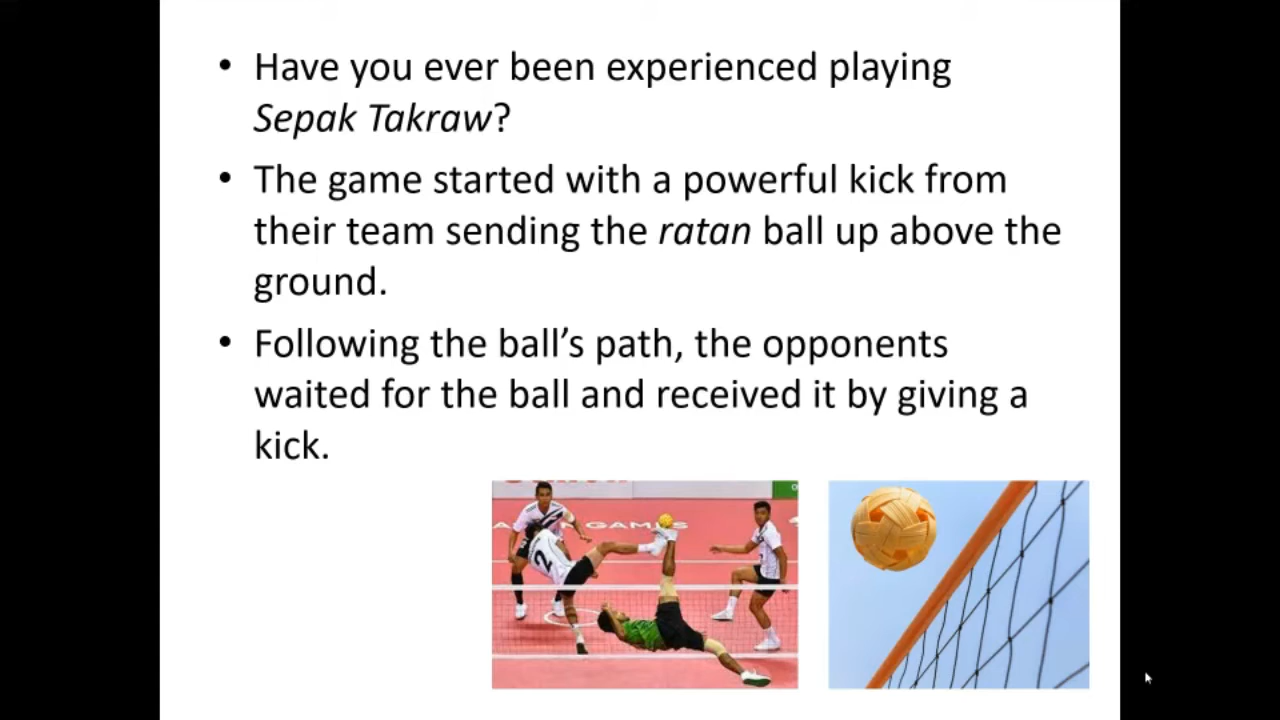 • Have you ever been experienced playing
Sepak Takraw?
• The game started with a powerful kick from
their team sending the ratan ball up above the
ground.
• Following the ball’s path, the opponents
waited for the ball and received it by giving a
kick.
GAMES
2